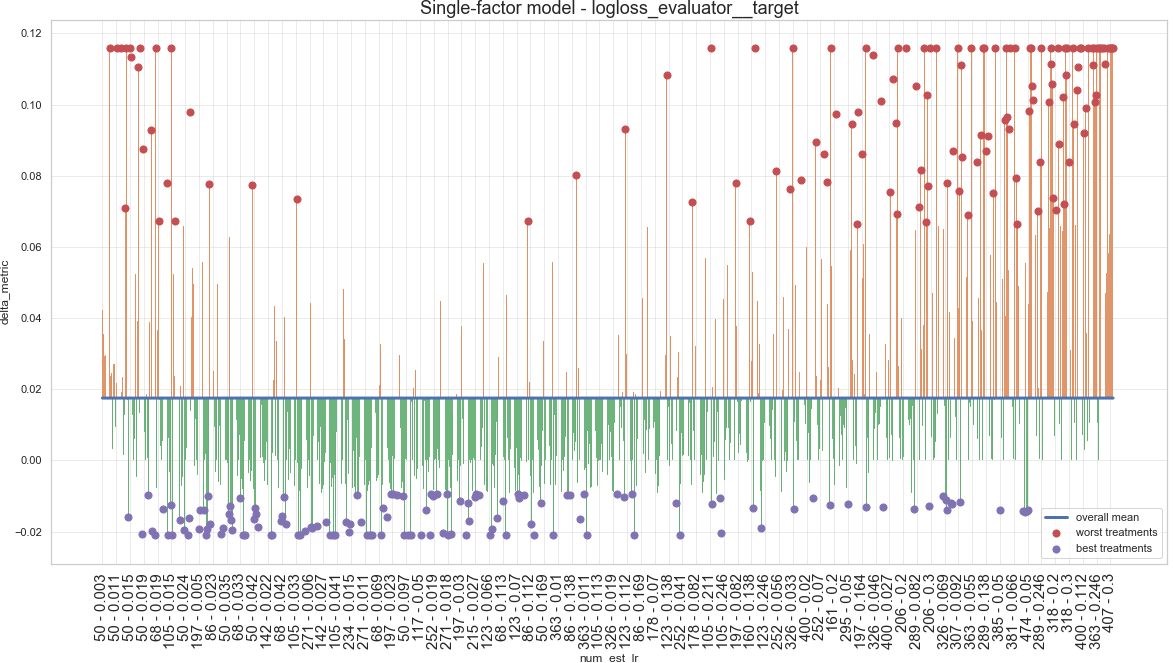 Single-factor model - logloss_evaluator__target
delta_metric
0.12
0.10
0.08
0.06
0.04
0.02
0.00
−0.02
overall mean
worst treatments
best treatments
50 - 0.003
50 - 0.011
50 - 0.015
50 - 0.019
86 - 0.019
105 - 0.015
50 - 0.024
197 - 0.005
86 - 0.023
50 - 0.035
68 - 0.033
50 - 0.042
142 - 0.022
68 - 0.042
105 - 0.033
271 - 0.006
142 - 0.027
105 - 0.041
234 - 0.015
271 - 0.011
68 - 0.069
197 - 0.023
50 - 0.097
117 - 0.05
252 - 0.019
271 - 0.018
197 - 0.03
215 - 0.027
123 - 0.066
68 - 0.113
123 - 0.07
86 - 0.112
50 - 0.169
363 - 0.01
86 - 0.138
363 - 0.011
105 - 0.113
326 - 0.019
123 - 0.112
86 - 0.169
178 - 0.07
123 - 0.138
252 - 0.041
178 - 0.082
105 - 0.211
105 - 0.246
197 - 0.082
160 - 0.138
123 - 0.246
252 - 0.056
326 - 0.033
400 - 0.02
252 - 0.07
161 - 0.2
295 - 0.05
197 - 0.164
326 - 0.046
400 - 0.027
206 - 0.2
289 - 0.082
206 - 0.3
326 - 0.069
307 - 0.092
363 - 0.055
289 - 0.138
385 - 0.05
381 - 0.066
474 - 0.05
289 - 0.246
318 - 0.2
318 - 0.3
400 - 0.112
363 - 0.246
407 - 0.3
num_est_lr